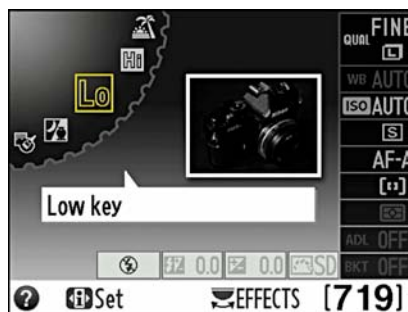 FINE
QUAL
L
Hi
WB AUTO
Lo
ISO AUTO
S
AF-A
Low key
ADL OFF
0.0 0.0 SD BKT OFF
? i Set EFFECTS [719]